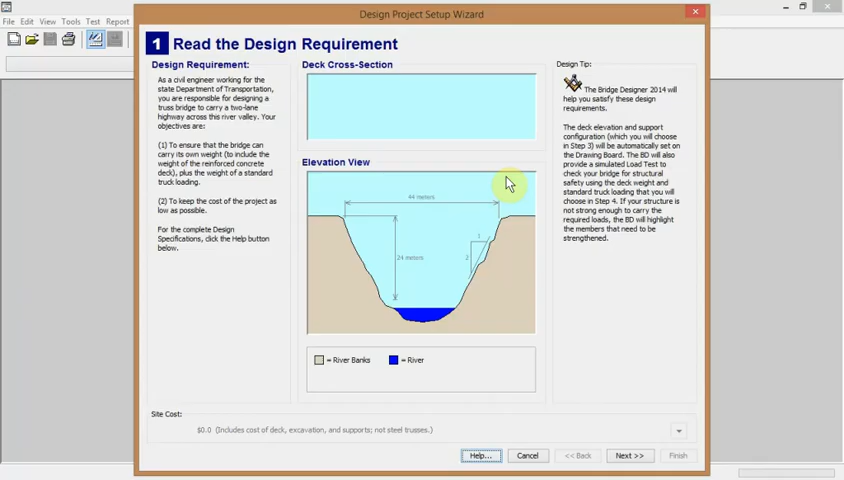 Design Project Setup Wizard
File Edit View Tools Test Report
1 Read the Design Requirement
Design Requirement:
As a civil engineer working for the
state Department of Transportation,
you are responsible for designing a
truss bridge to carry a two-lane
highway across this river valley. Your
objectives are:
(1) To ensure that the bridge can
carry its own weight (to include the
weight of the reinforced concrete
deck), plus the weight of a standard
truck loading.
(2) To keep the cost of the project as
low as possible.
For the complete Design
Specifications, click the Help button
below.
Deck Cross-Section
Elevation View
44 meters
24 meters
1
2
= River Banks
= River
Design Tip:
The Bridge Designer 2014 will
help you satisfy these design
requirements.
The deck elevation and support
configuration (which you will choose
in Step 3) will be automatically set on
the Drawing Board. The BD will also
provide a simulated Load Test to
check your bridge for structural
safety using the deck weight and
standard truck loading that you will
choose in Step 4. If your structure is
not strong enough to carry the
required loads, the BD will highlight
the members that need to be
strengthened.
Site Cost:
$0.0 (Includes cost of deck, excavation, and supports; not steel trusses.)
Help... Cancel << Back Next >> Finish